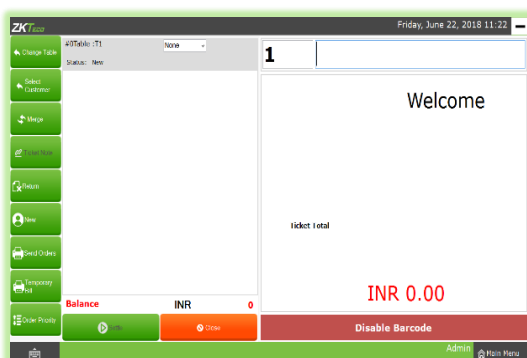 ZKTeco
Friday, June 22, 2018 11:22
Change Table
#0Table :T1
None
Status: New
1
Select
Customer
Welcome
Merge
Ticket Note
Return
New
Ticket Total
Send Orders
Temporary
Bill
INR 0.00
Balance INR 0
Order Priority
Close
Disable Barcode
Admin
Main Menu